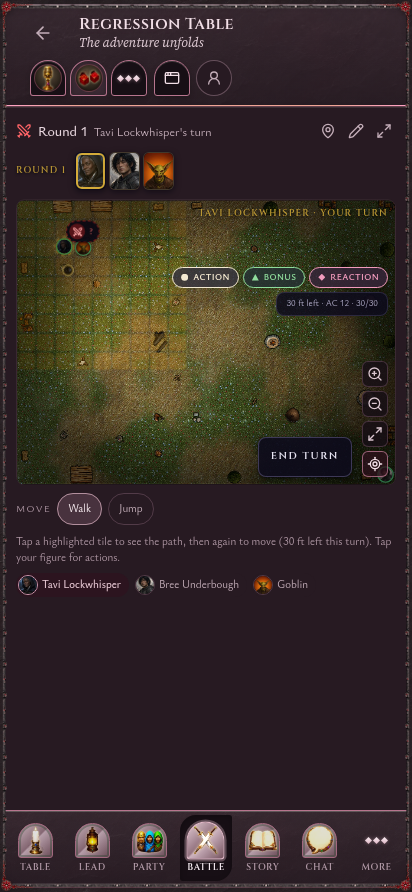 REGRESSION TABLE
The adventure unfolds
Round 1 Tavi Lockwhisper's turn
ROUND 1
TAVI LOCKWHISPER · YOUR TURN
ACTION BONUS REACTION
30 ft left · AC 12 · 30/30
END TURN
MOVE Walk Jump
Tap a highlighted tile to see the path, then again to move (30 ft left this turn). Tap
your figure for actions.
Tavi Lockwhisper Bree Underbough Goblin
TABLE LEAD PARTY BATTLE STORY CHAT MORE